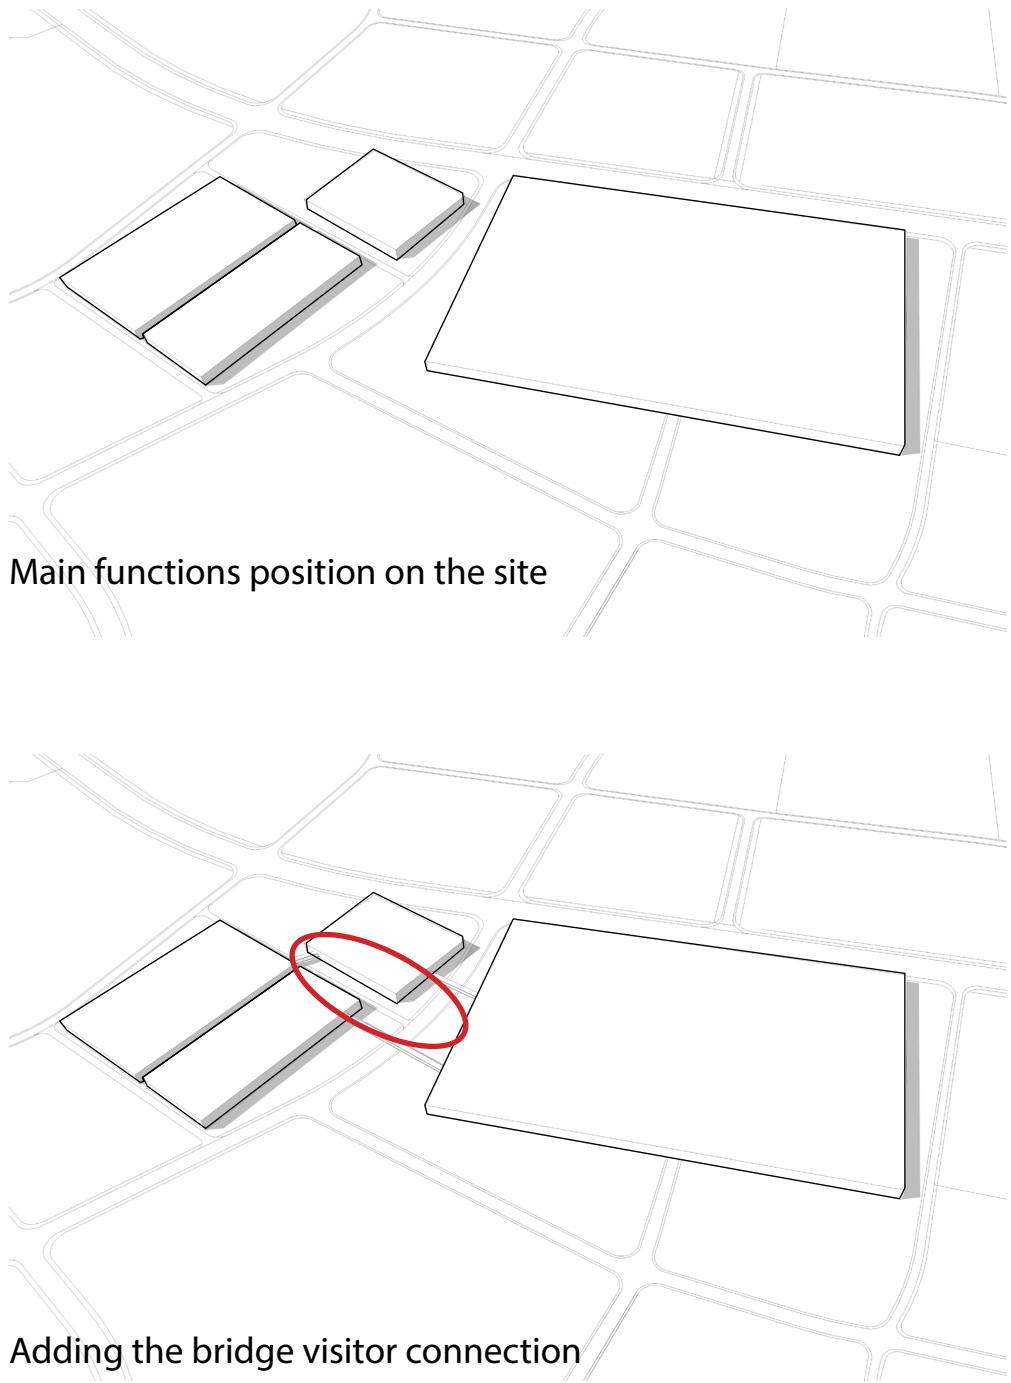 Main functions position on the site
Adding the bridge visitor connection